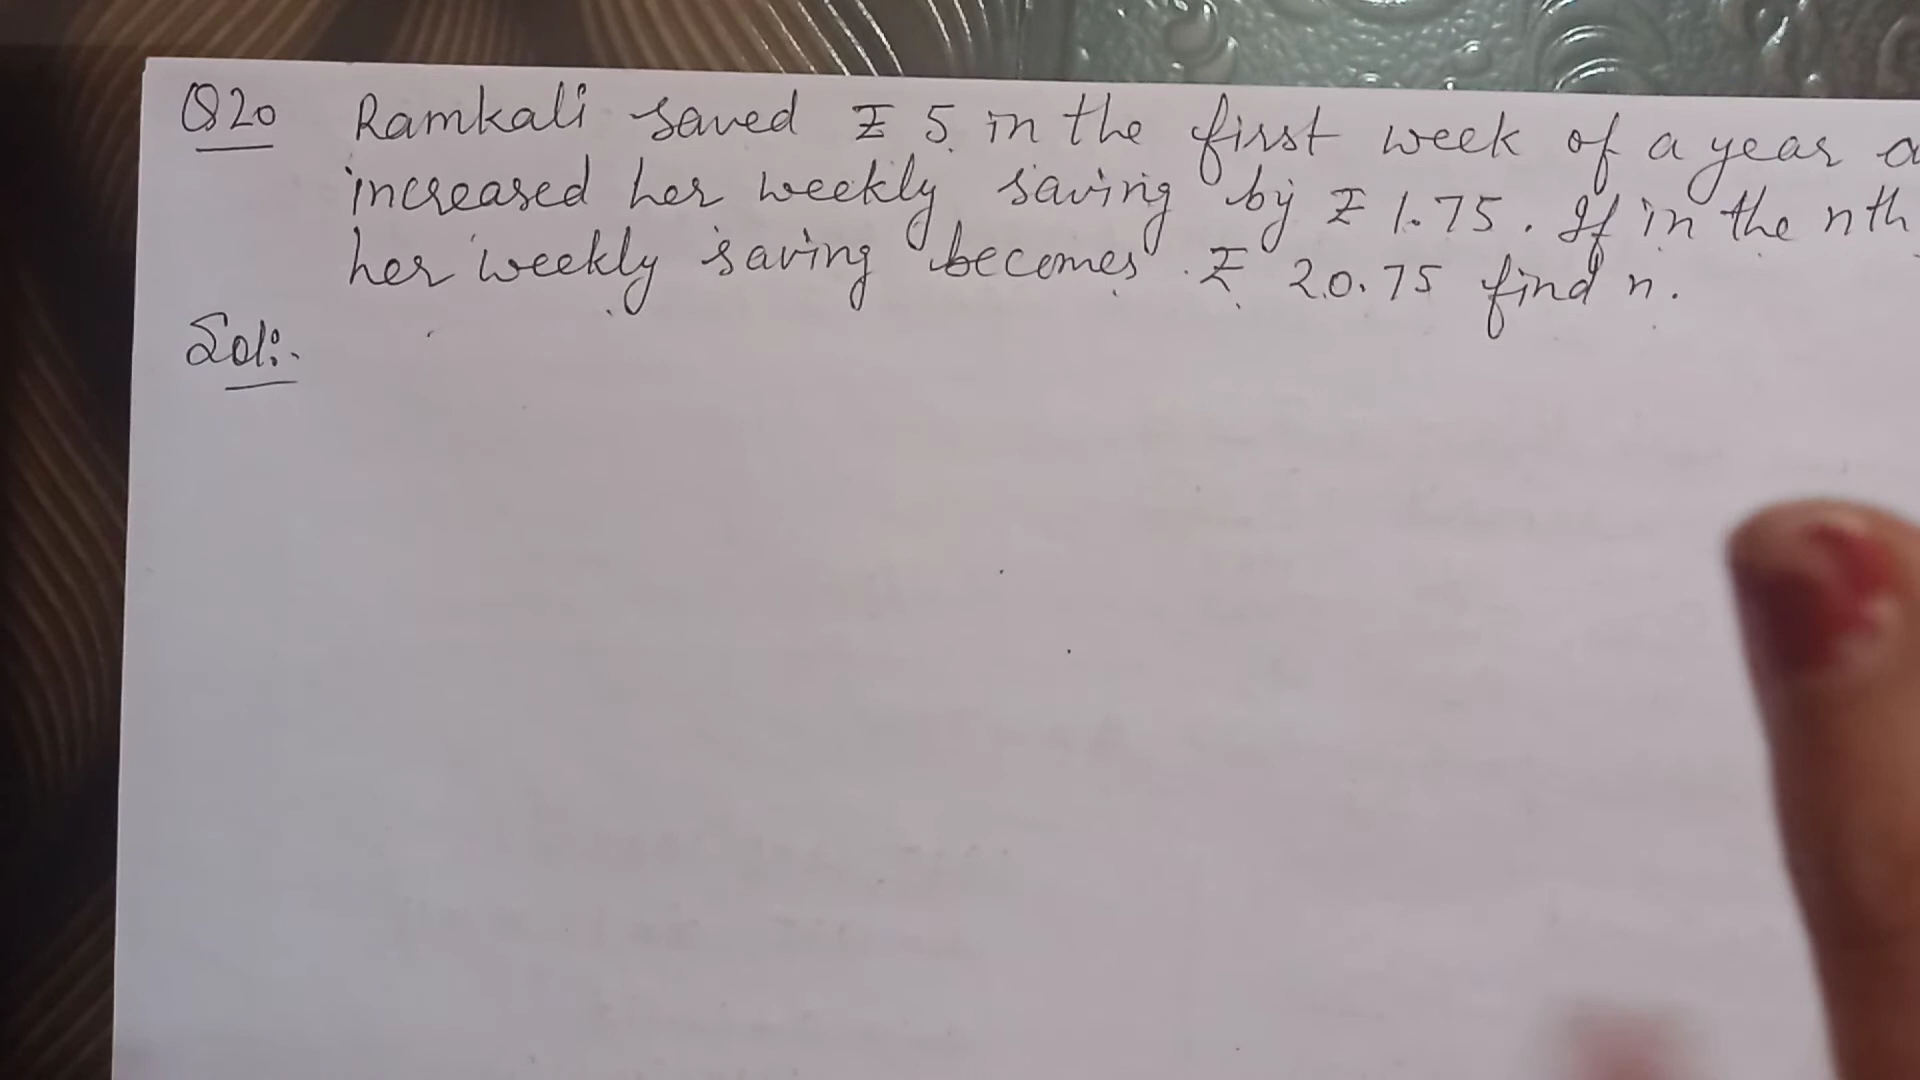 Q20 Ramkali saved ₹ 5 in the first week of a year
increased her weekly saving by ₹ 1.75. If in the nth
her weekly saving becomes ₹ 20.75 find n.
Sol:-